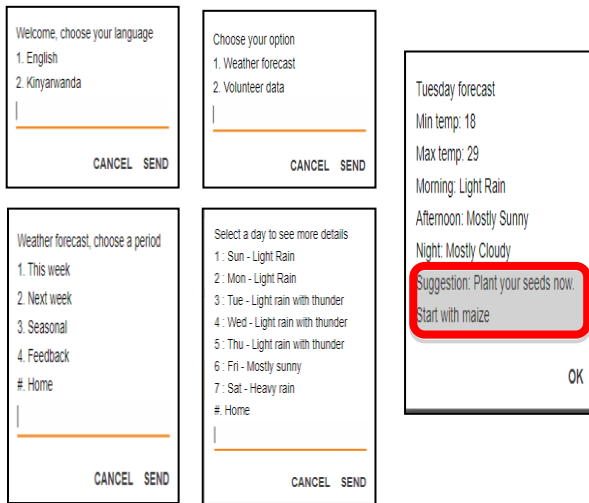 Welcome, choose your language
1. English
2. Kinyarwanda
CANCEL SEND
Choose your option
1. Weather forecast
2. Volunteer data
CANCEL SEND
Weather forecast, choose a period
1. This week
2. Next week
3. Seasonal
4. Feedback
#. Home
CANCEL SEND
Select a day to see more details
1 : Sun - Light Rain
2 : Mon - Light Rain
3 : Tue - Light rain with thunder
4 : Wed - Light rain with thunder
5 : Thu - Light rain with thunder
6 : Fri - Mostly sunny
7 : Sat - Heavy rain
#. Home
CANCEL SEND
Tuesday forecast
Min temp: 18
Max temp: 29
Morning: Light Rain
Afternoon: Mostly Sunny
Night: Mostly Cloudy
Suggestion: Plant your seeds now.
Start with maize
OK